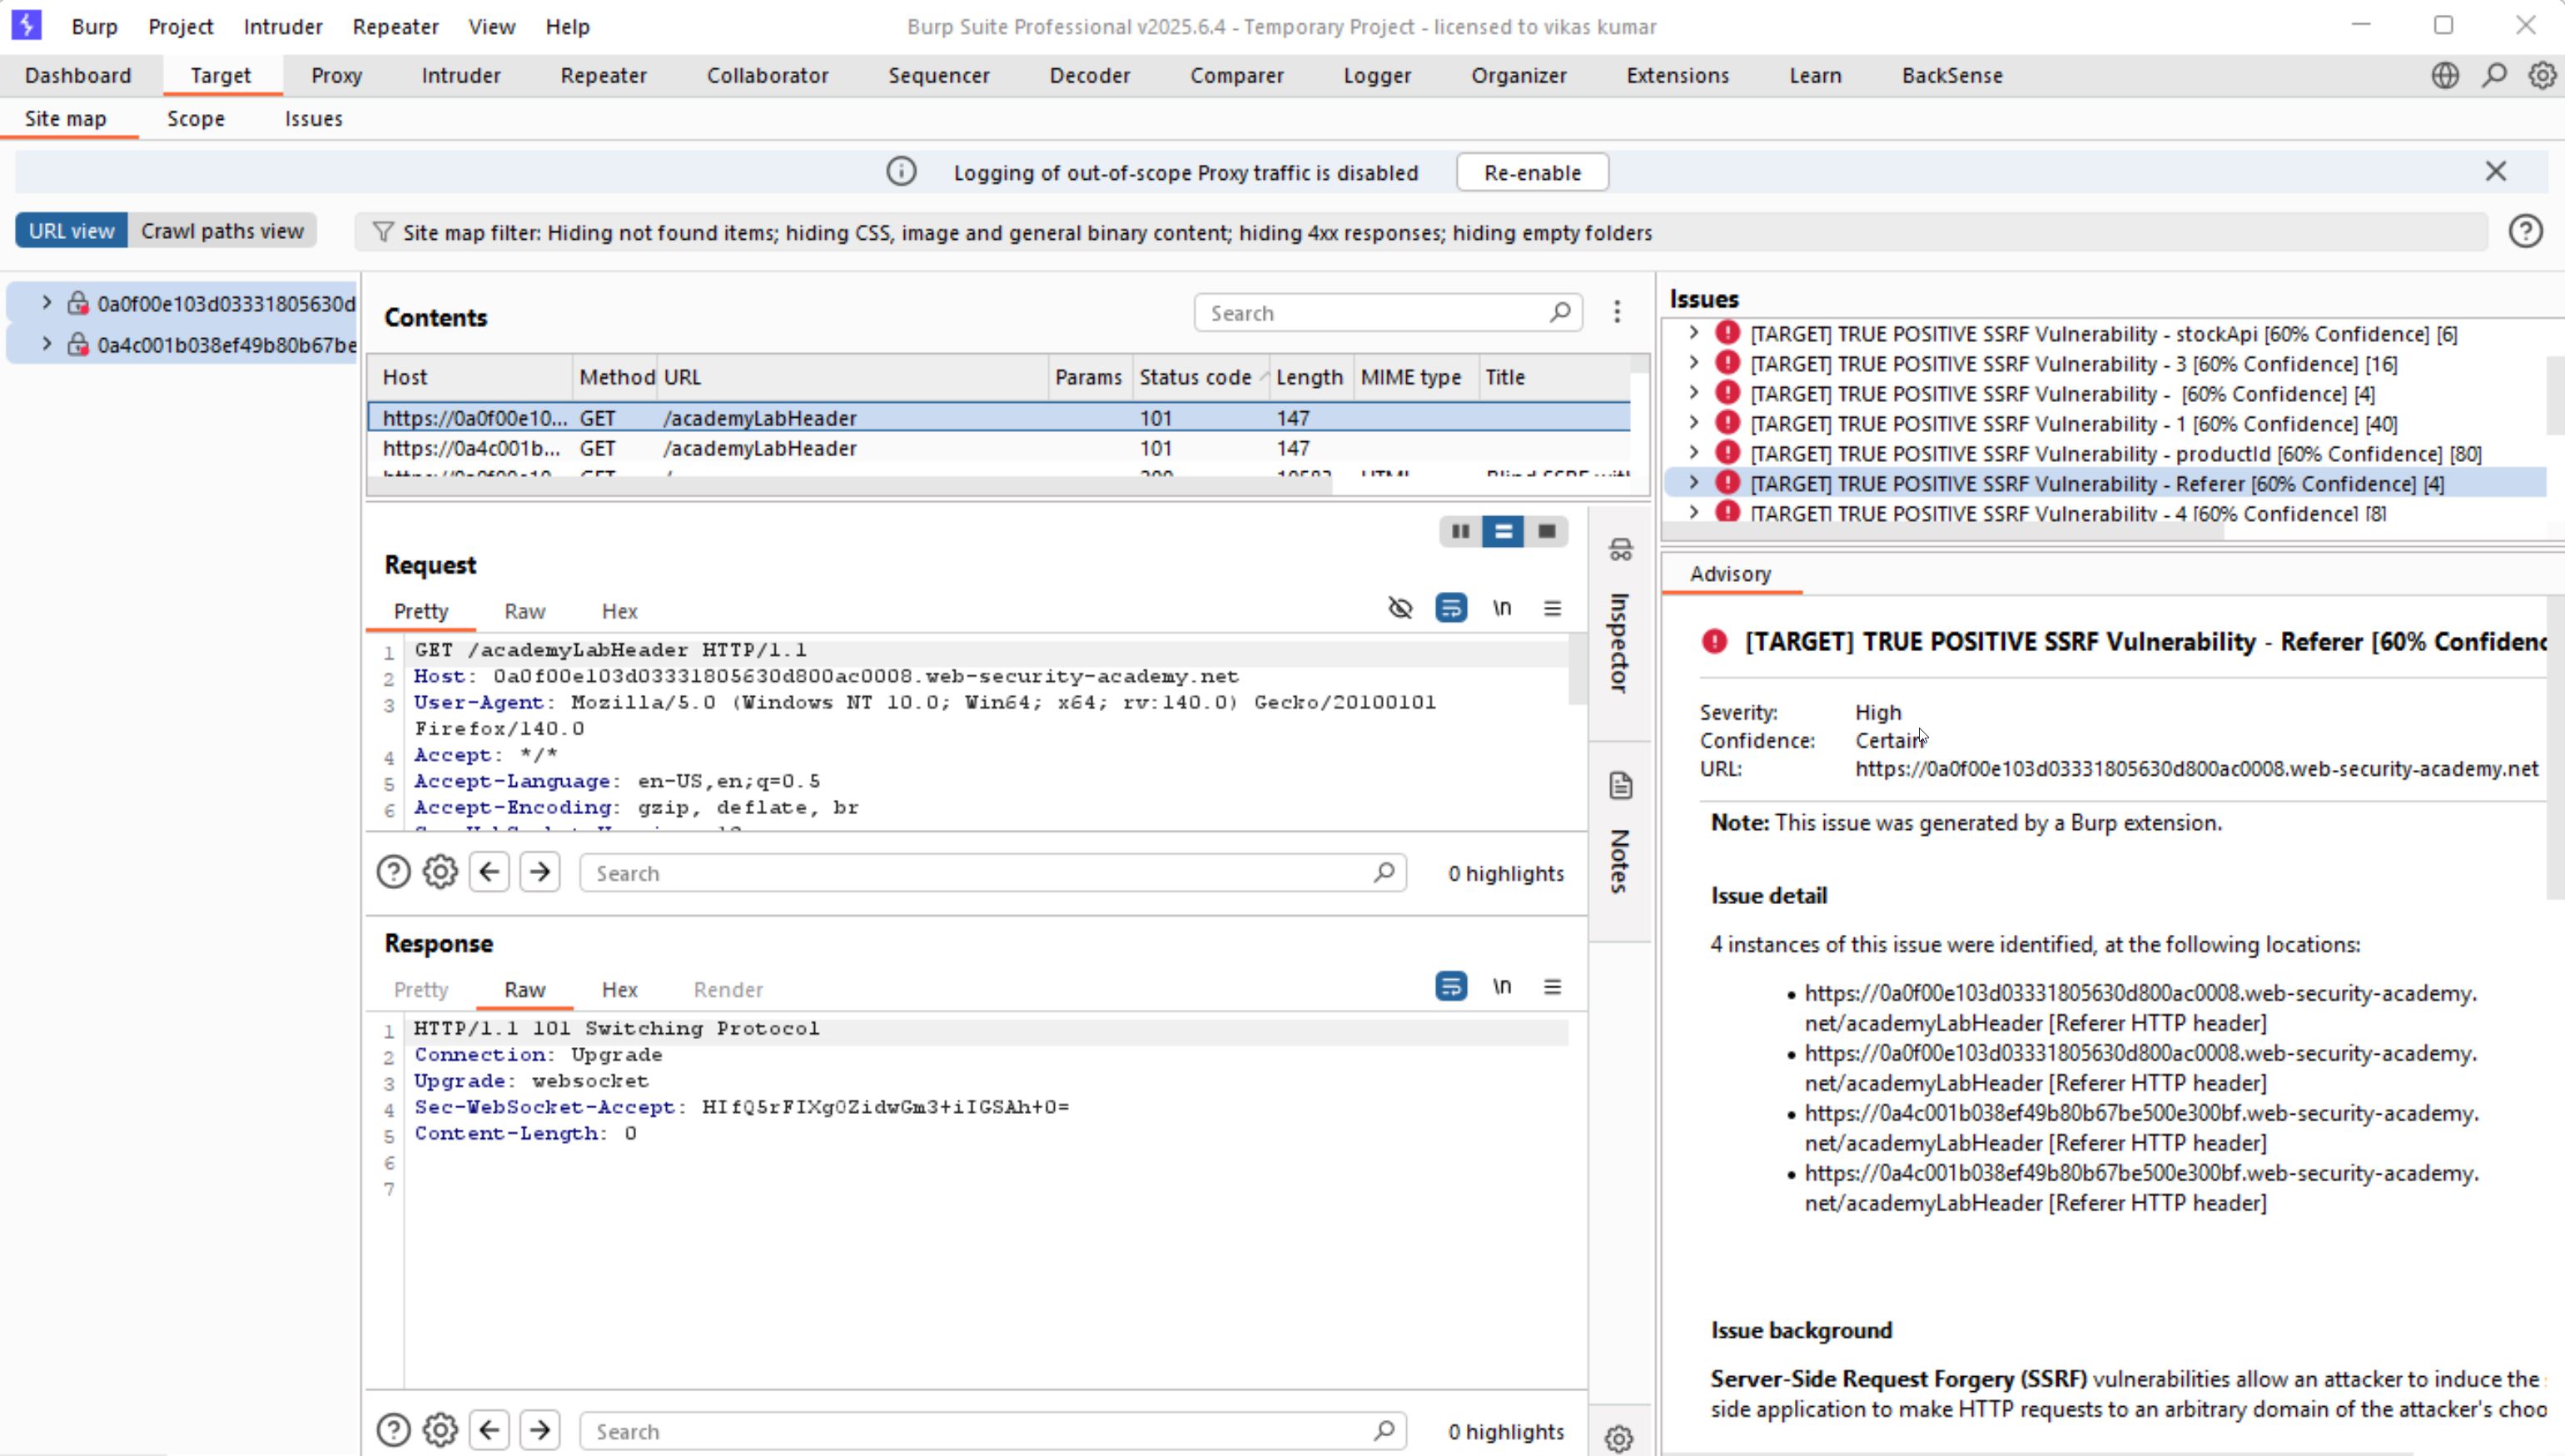 Burp Project Intruder Repeater View Help
Burp Suite Professional v2025.6.4 - Temporary Project - licensed to vikas kumar
Dashboard Target Proxy Intruder Repeater Collaborator Sequencer Decoder Comparer Logger Organizer Extensions Learn BackSense
Site map Scope Issues
Logging of out-of-scope Proxy traffic is disabled Re-enable
URL view Crawl paths view
Site map filter: Hiding not found items; hiding CSS, image and general binary content; hiding 4xx responses; hiding empty folders
0a0f00e103d03331805630d
0a4c001b038ef49b80b67be
Contents
Search
Host Method URL Params Status code Length MIME type Title
https://0a0f00e10... GET /academyLabHeader 101 147
https://0a4c001b... GET /academyLabHeader 101 147
Request
Pretty Raw Hex
\n
1 GET /academyLabHeader HTTP/1.1
2 Host: 0a0f00e103d03331805630d800ac0008.web-security-academy.net
3 User-Agent: Mozilla/5.0 (Windows NT 10.0; Win64; x64; rv:140.0) Gecko/20100101
Firefox/140.0
4 Accept: */*
5 Accept-Language: en-US,en;q=0.5
6 Accept-Encoding: gzip, deflate, br
Search
0 highlights
Response
Pretty Raw Hex Render
\n
1 HTTP/1.1 101 Switching Protocol
2 Connection: Upgrade
3 Upgrade: websocket
4 Sec-WebSocket-Accept: HIfQ5rFIXg0ZidwGm3+iIGSAh+0=
5 Content-Length: 0
6
7
Search
0 highlights
Inspector
Notes
Issues
[TARGET] TRUE POSITIVE SSRF Vulnerability - stockApi [60% Confidence] [6]
[TARGET] TRUE POSITIVE SSRF Vulnerability - 3 [60% Confidence] [16]
[TARGET] TRUE POSITIVE SSRF Vulnerability -  [60% Confidence] [4]
[TARGET] TRUE POSITIVE SSRF Vulnerability - 1 [60% Confidence] [40]
[TARGET] TRUE POSITIVE SSRF Vulnerability - productId [60% Confidence] [80]
[TARGET] TRUE POSITIVE SSRF Vulnerability - Referer [60% Confidence] [4]
[TARGET] TRUE POSITIVE SSRF Vulnerability - 4 [60% Confidence] [8]
Advisory
[TARGET] TRUE POSITIVE SSRF Vulnerability - Referer [60% Confidenc
Severity: High
Confidence: Certain
URL: https://0a0f00e103d03331805630d800ac0008.web-security-academy.net
Note: This issue was generated by a Burp extension.
Issue detail
4 instances of this issue were identified, at the following locations:
• https://0a0f00e103d03331805630d800ac0008.web-security-academy.
net/academyLabHeader [Referer HTTP header]
• https://0a0f00e103d03331805630d800ac0008.web-security-academy.
net/academyLabHeader [Referer HTTP header]
• https://0a4c001b038ef49b80b67be500e300bf.web-security-academy.
net/academyLabHeader [Referer HTTP header]
• https://0a4c001b038ef49b80b67be500e300bf.web-security-academy.
net/academyLabHeader [Referer HTTP header]
Issue background
Server-Side Request Forgery (SSRF) vulnerabilities allow an attacker to induce the
side application to make HTTP requests to an arbitrary domain of the attacker's choo